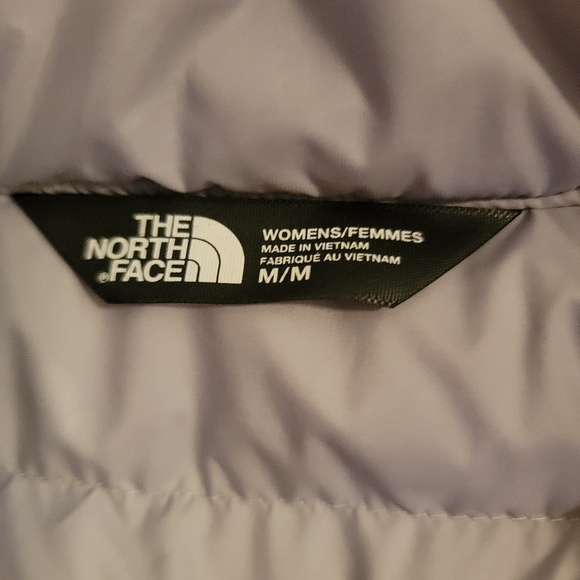 THE
NORTH
FACE
WOMENS/FEMMES
MADE IN VIETNAM
FABRIQUÉ AU VIETNAM
M/M